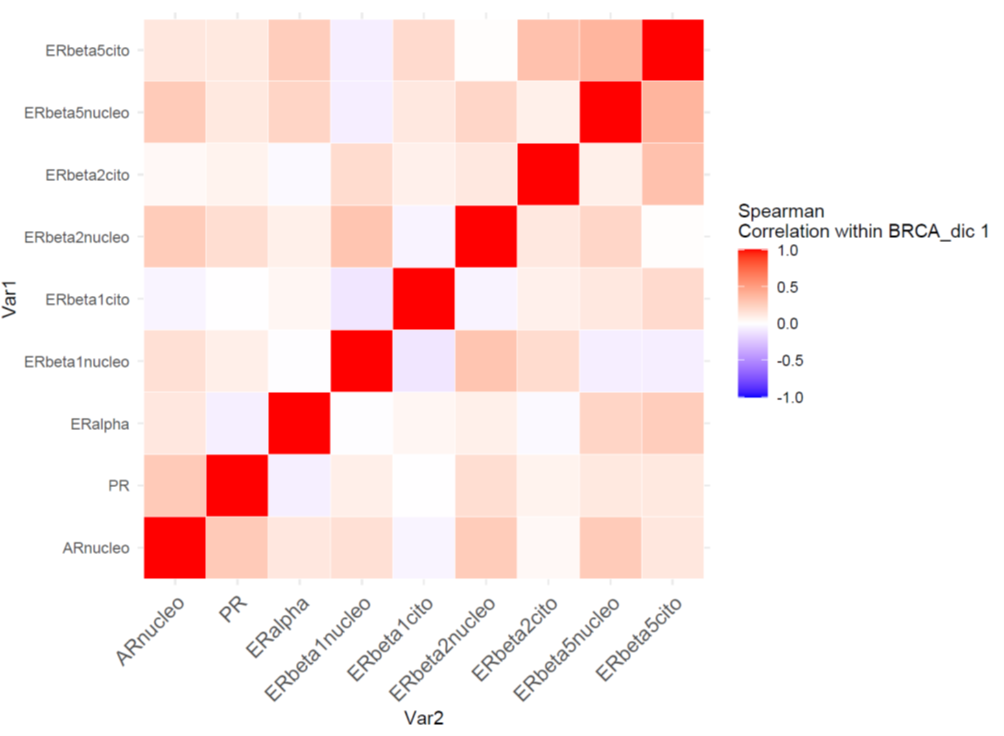 ERbeta5cito
ERbeta5nucleo
ERbeta2cito
ERbeta2nucleo
ERbeta1cito
ERbeta1nucleo
ERalpha
PR
ARnucleo
Var1
ARnucleo
PR
ERalpha
ERbeta1nucleo
ERbeta1cito
ERbeta2nucleo
ERbeta2cito
ERbeta5nucleo
ERbeta5cito
Var2
Spearman
Correlation within BRCA_dic 1
1.0
0.5
0.0
-0.5
-1.0